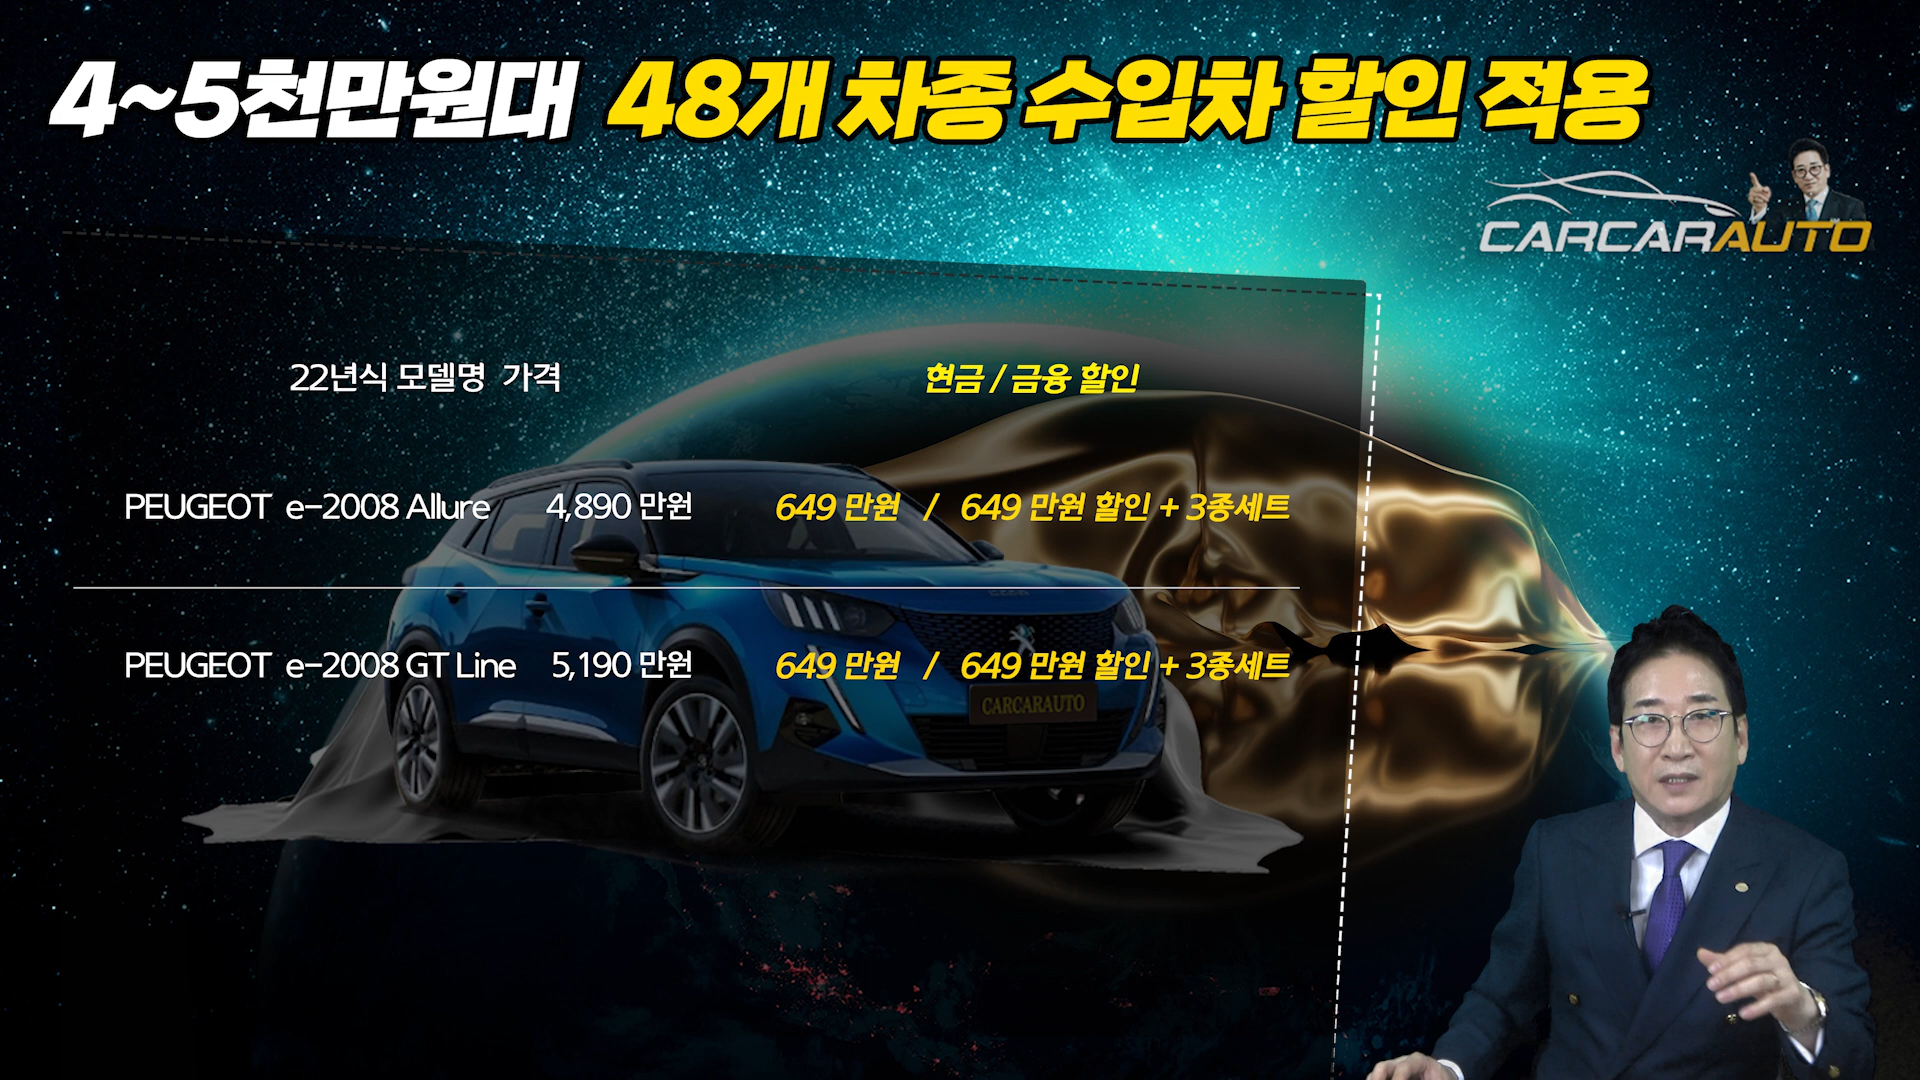 4~5천만원대 48개 차종 수입차 할인 적용
CARCARAUTO
22년식 모델명 가격 현금 / 금융 할인
PEUGEOT e-2008 Allure 4,890 만원 649 만원 / 649 만원 할인 + 3종세트
PEUGEOT e-2008 GT Line 5,190 만원 649 만원 / 649 만원 할인 + 3종세트
CARCARAUTO